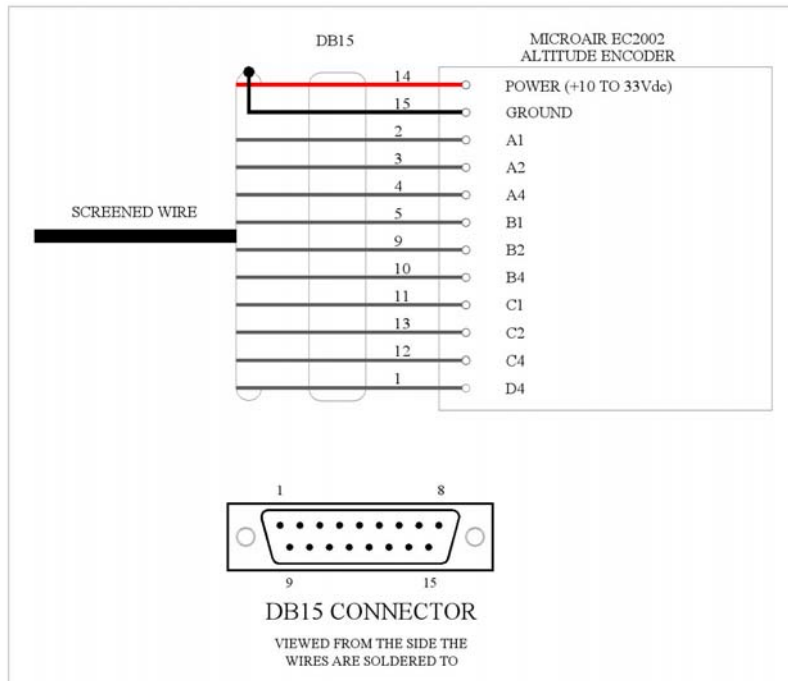 DB15
MICROAIR EC2002
ALTITUDE ENCODER
14 POWER (+10 TO 33Vdc)
15 GROUND
2 A1
3 A2
4 A4
SCREENED WIRE
5 B1
9 B2
10 B4
11 C1
13 C2
12 C4
1 D4
1 8
9 15
DB15 CONNECTOR
VIEWED FROM THE SIDE THE
WIRES ARE SOLDERED TO